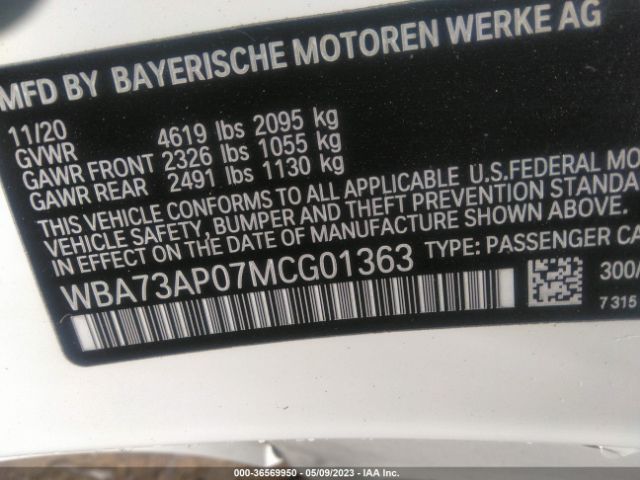 MFD BY BAYERISCHE MOTOREN WERKE AG
11/20
GVWR 4619 lbs 2095 kg
GAWR FRONT 2326 lbs 1055 kg
GAWR REAR 2491 lbs 1130 kg
THIS VEHICLE CONFORMS TO ALL APPLICABLE U.S.FEDERAL MO
VEHICLE SAFETY, BUMPER AND THEFT PREVENTION STANDA
IN EFFECT ON THE DATE OF MANUFACTURE SHOWN ABOVE.
WBA73AP07MCG01363 TYPE: PASSENGER CA
300/
7 315
000-36569950 - 05/09/2023 - IAA Inc.